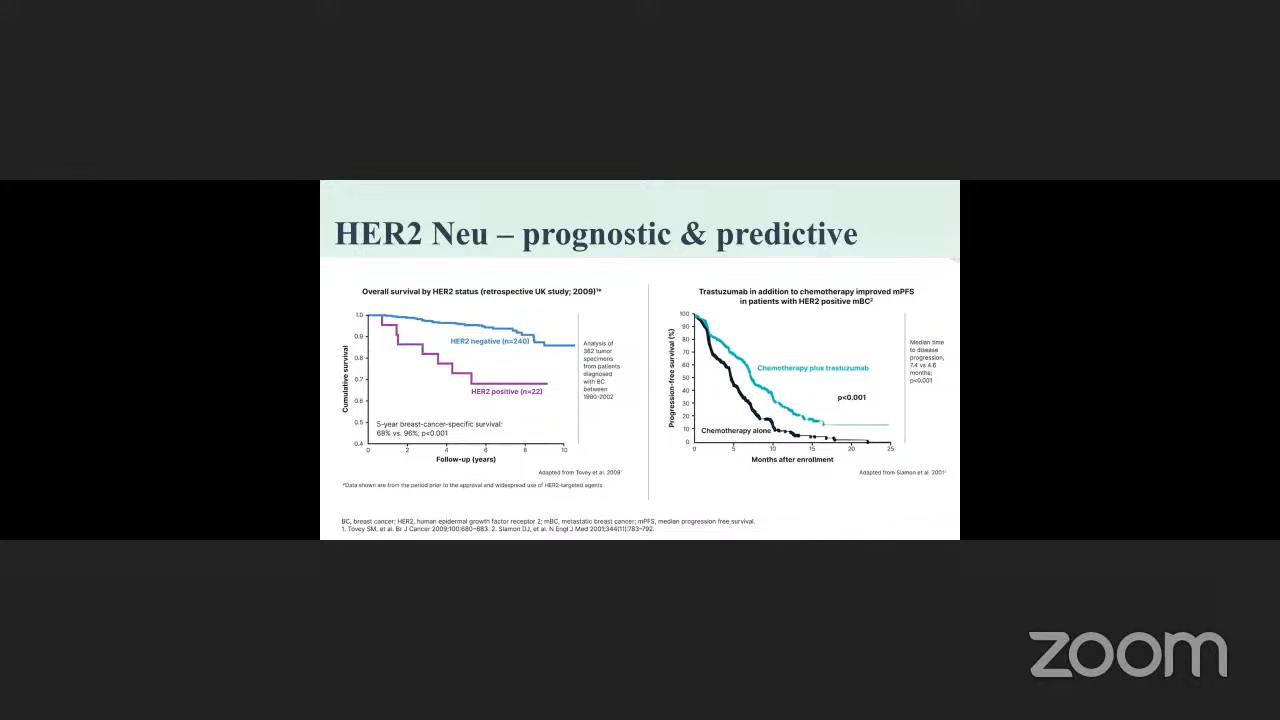 HER2 Neu – prognostic & predictive
Overall survival by HER2 status (retrospective UK study; 2009)¹*
1.0
0.9
0.8
0.7
0.6
0.5
0.4
Cumulative survival
HER2 negative (n=240)
HER2 positive (n=22)
5-year breast-cancer-specific survival:
68% vs. 96%; p<0.001
0 2 4 6 8 10
Follow-up (years)
Analysis of
362 tumor
specimens
from patients
diagnosed
with BC
between
1980-2002
Adapted from Tovey et al. 2009¹
*Data shown are from the period prior to the approval and widespread use of HER2-targeted agents
Trastuzumab in addition to chemotherapy improved mPFS
in patients with HER2 positive mBC²
100
90
80
70
60
50
40
30
20
10
0
Progression-free survival (%)
Chemotherapy plus trastuzumab
p<0.001
Chemotherapy alone
0 5 10 15 20 25
Months after enrollment
Median time
to disease
progression,
7.4 vs 4.6
months;
p<0.001
Adapted from Slamon et al. 2001²
BC, breast cancer; HER2, human epidermal growth factor receptor 2; mBC, metastatic breast cancer; mPFS, median progression free survival.
1. Tovey SM, et al. Br J Cancer 2009;100:680–683. 2. Slamon DJ, et al. N Engl J Med 2001;344(11):783–792.
zoom